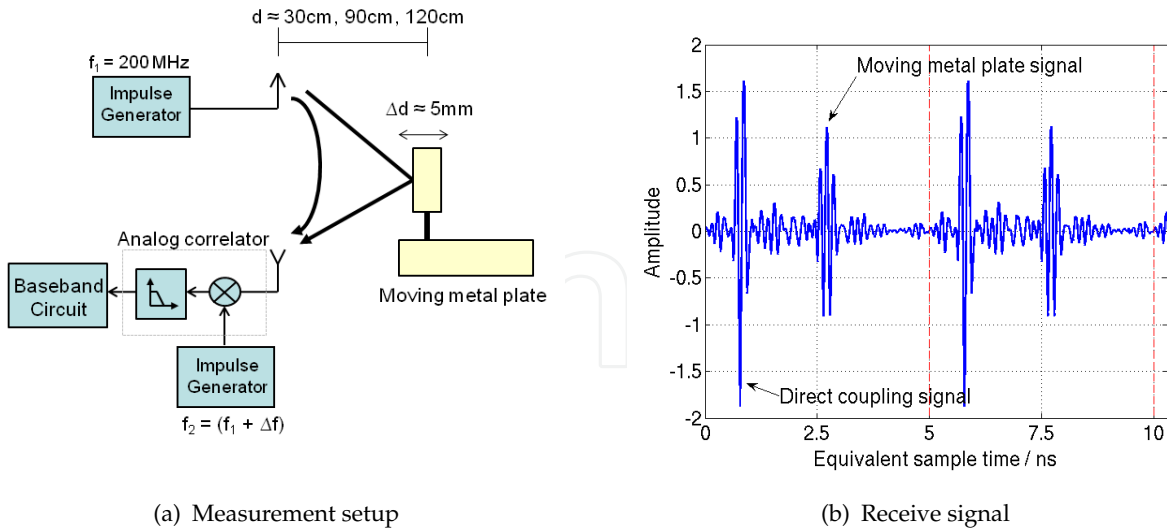 d ≈ 30cm, 90cm, 120cm
f₁ = 200 MHz
Impulse
Generator
Δd ≈ 5mm
Analog correlator
Baseband
Circuit
Moving metal plate
Impulse
Generator
f₂ = (f₁ + Δf)
(a) Measurement setup
2
1.5
1
0.5
0
-0.5
-1
-1.5
-2
Amplitude
Moving metal plate signal
Direct coupling signal
0
2.5
5
7.5
10
Equivalent sample time / ns
(b) Receive signal